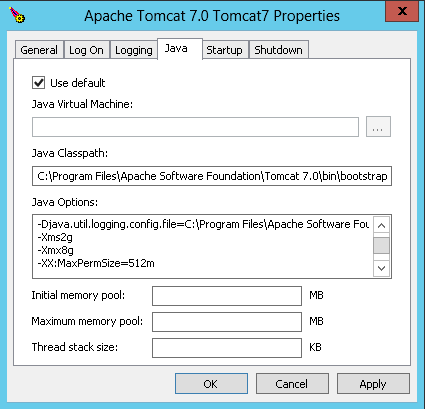 Apache Tomcat 7.0 Tomcat7 Properties
General Log On Logging Java Startup Shutdown
Use default
Java Virtual Machine:
...
Java Classpath:
C:\Program Files\Apache Software Foundation\Tomcat 7.0\bin\bootstrap
Java Options:
-Djava.util.logging.config.file=C:\Program Files\Apache Software Fou
-Xms2g
-Xmx8g
-XX:MaxPermSize=512m
Initial memory pool: MB
Maximum memory pool: MB
Thread stack size: KB
OK Cancel Apply